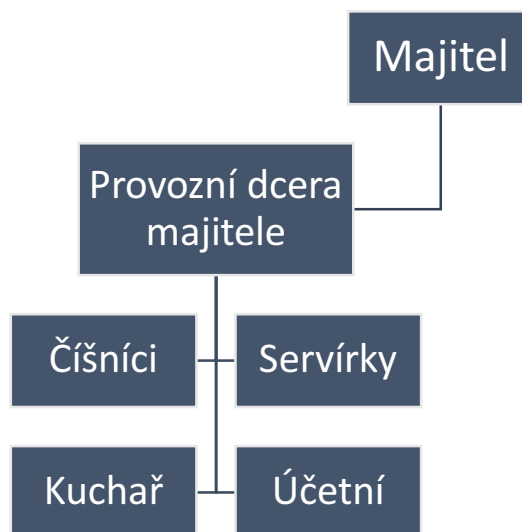 Majitel
Provozní dcera
majitele
Číšníci
Servírky
Kuchař
Účetní